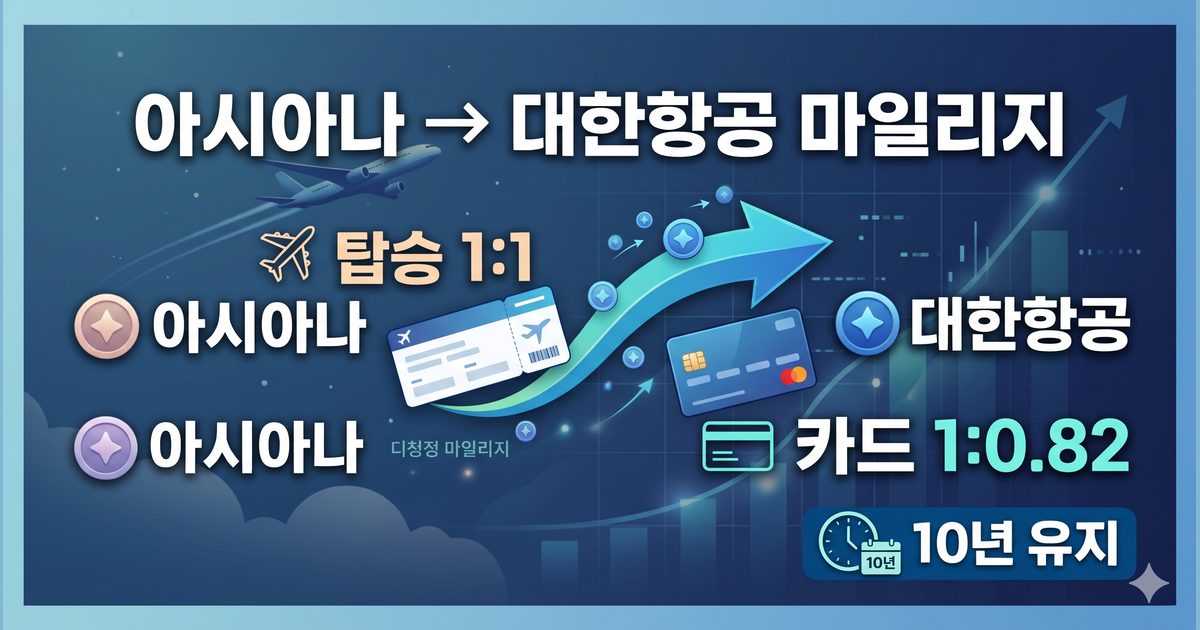 아시아나 → 대한항공 마일리지
탑승 1:1
아시아나
대한항공
아시아나
디청정 마일리지
카드 1:0.82
10년
10년 유지